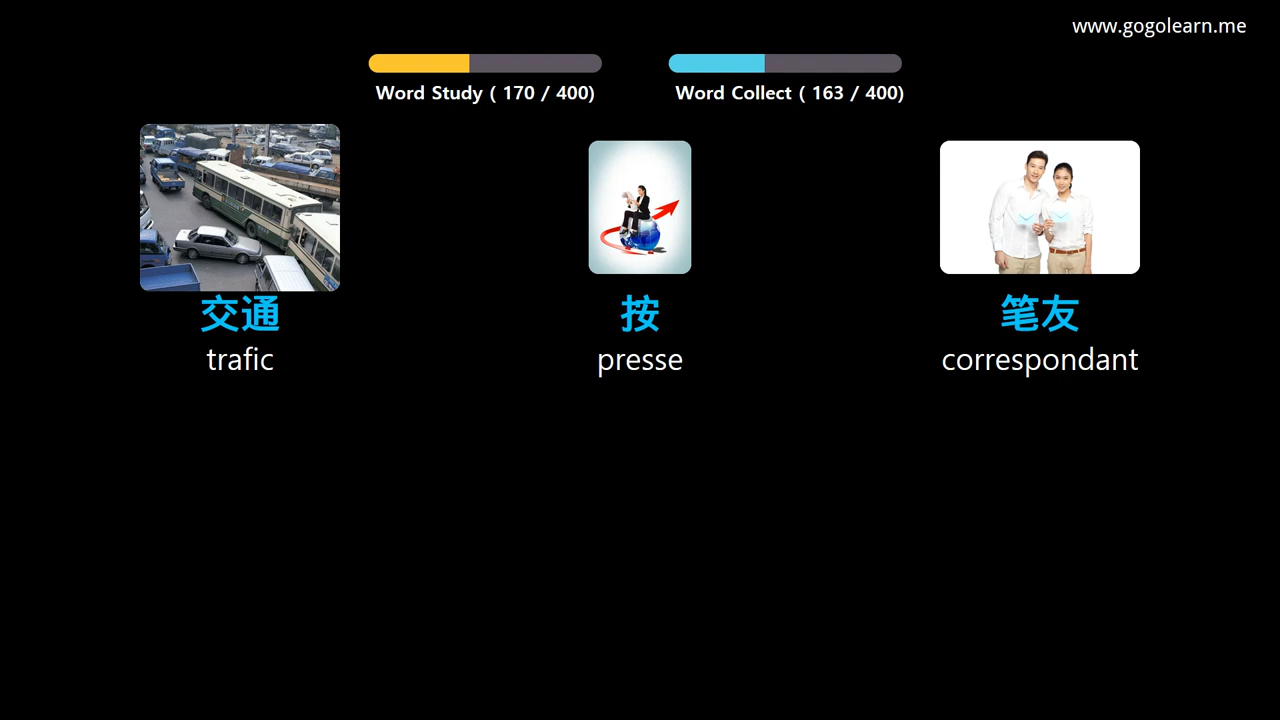 www.gogolearn.me
Word Study ( 170 / 400)
Word Collect ( 163 / 400)
交通
trafic
按
presse
笔友
correspondant